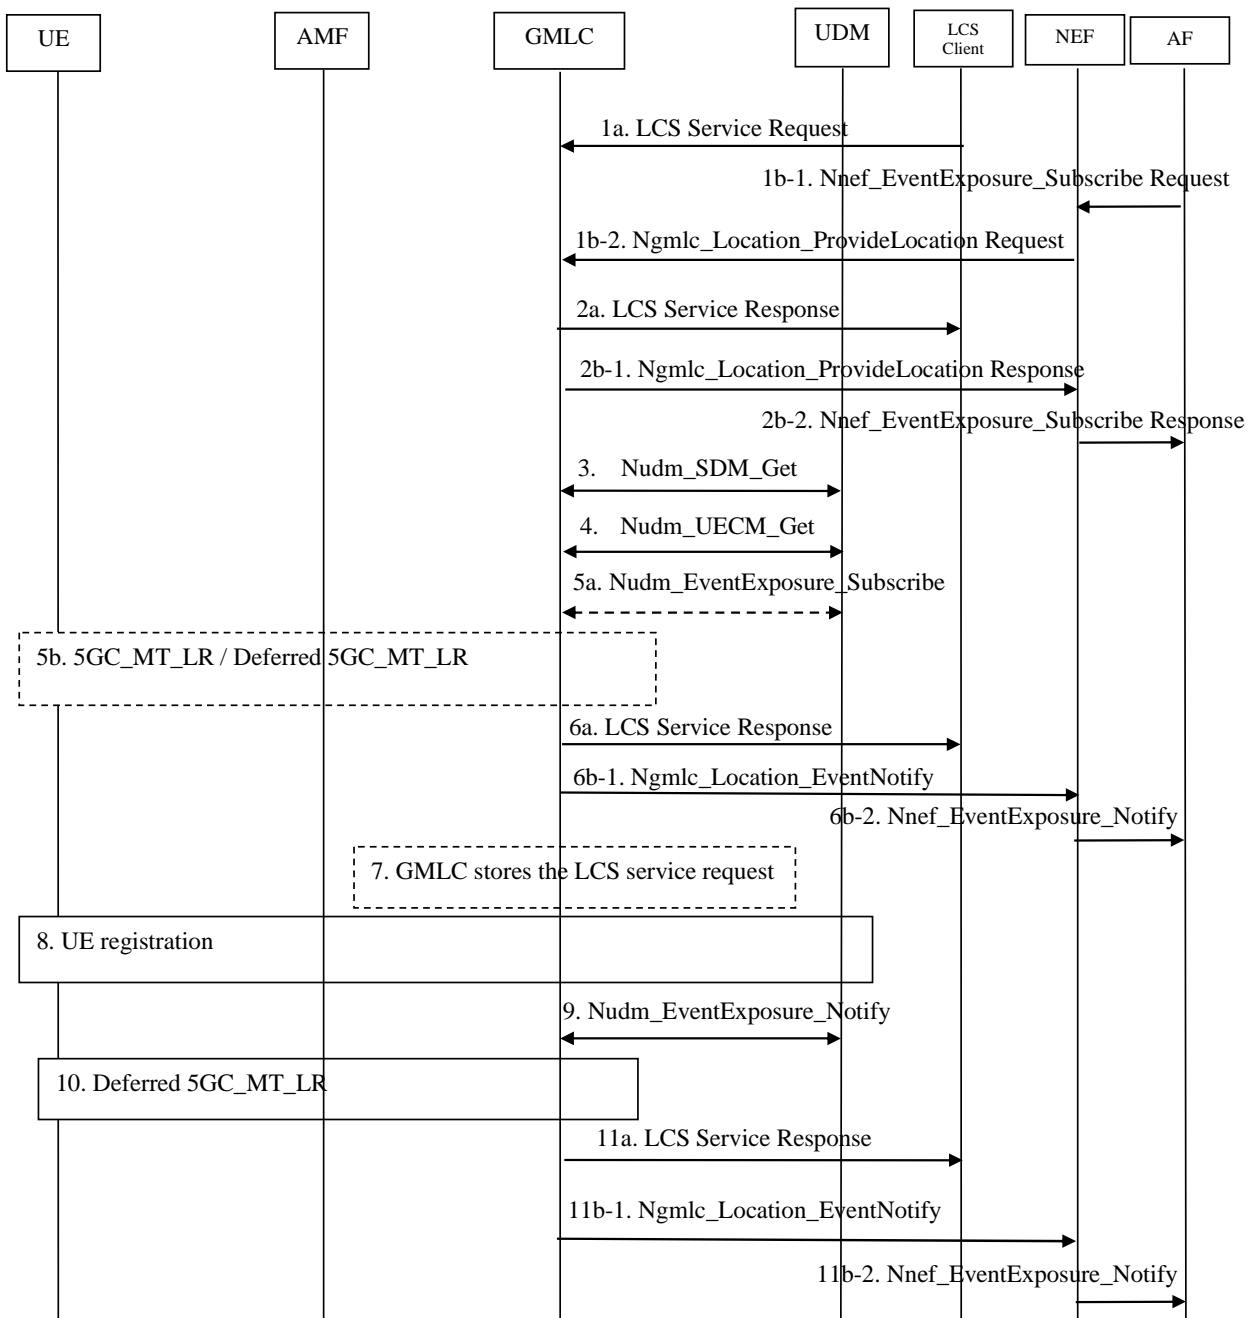 UE
AMF
GMLC
UDM
LCS
Client
NEF
AF
1a. LCS Service Request
1b-1. Nnef_EventExposure_Subscribe Request
1b-2. Ngmlc_Location_ProvideLocation Request
2a. LCS Service Response
2b-1. Ngmlc_Location_ProvideLocation Response
2b-2. Nnef_EventExposure_Subscribe Response
3. Nudm_SDM_Get
4. Nudm_UECM_Get
5a. Nudm_EventExposure_Subscribe
5b. 5GC_MT_LR / Deferred 5GC_MT_LR
6a. LCS Service Response
6b-1. Ngmlc_Location_EventNotify
6b-2. Nnef_EventExposure_Notify
7. GMLC stores the LCS service request
8. UE registration
9. Nudm_EventExposure_Notify
10. Deferred 5GC_MT_LR
11a. LCS Service Response
11b-1. Ngmlc_Location_EventNotify
11b-2. Nnef_EventExposure_Notify